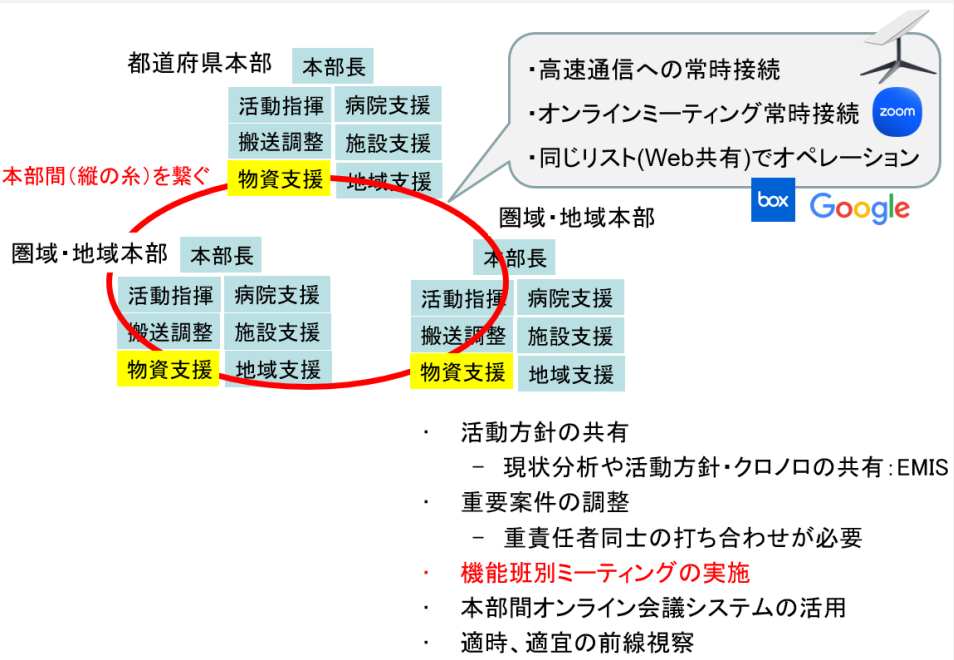 都道府県本部
本部長
活動指揮 病院支援
搬送調整 施設支援
物資支援 地域支援
本部間(縦の糸)を繋ぐ
・高速通信への常時接続
・オンラインミーティング常時接続
zoom
・同じリスト(Web共有)でオペレーション
box Google
圏域・地域本部
本部長
活動指揮 病院支援
搬送調整 施設支援
物資支援 地域支援
圏域・地域本部
本部長
活動指揮 病院支援
搬送調整 施設支援
物資支援 地域支援
・ 活動方針の共有
－ 現状分析や活動方針・クロノロの共有:EMIS
・ 重要案件の調整
－ 重責任者同士の打ち合わせが必要
・ 機能班別ミーティングの実施
・ 本部間オンライン会議システムの活用
・ 適時、適宜の前線視察